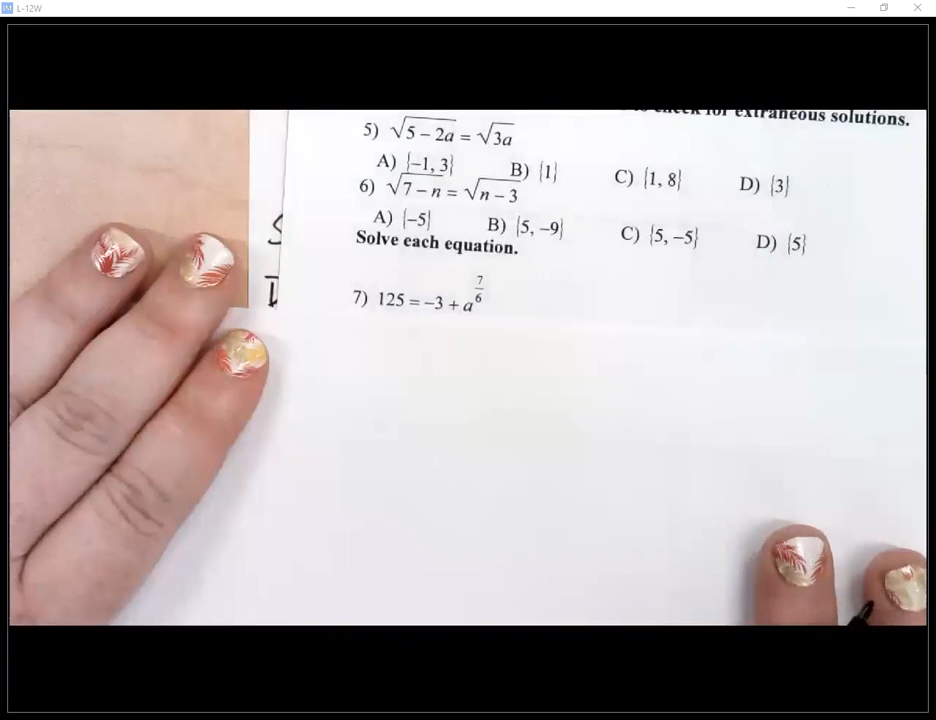 L-12W
to check for extraneous solutions.
5) √5 − 2a = √3a
A) {−1, 3} B) {1} C) {1, 8} D) {3}
6) √7 − n = √n − 3
A) {−5} B) {5, −9} C) {5, −5} D) {5}
Solve each equation.
7) 125 = −3 + a^(7/6)